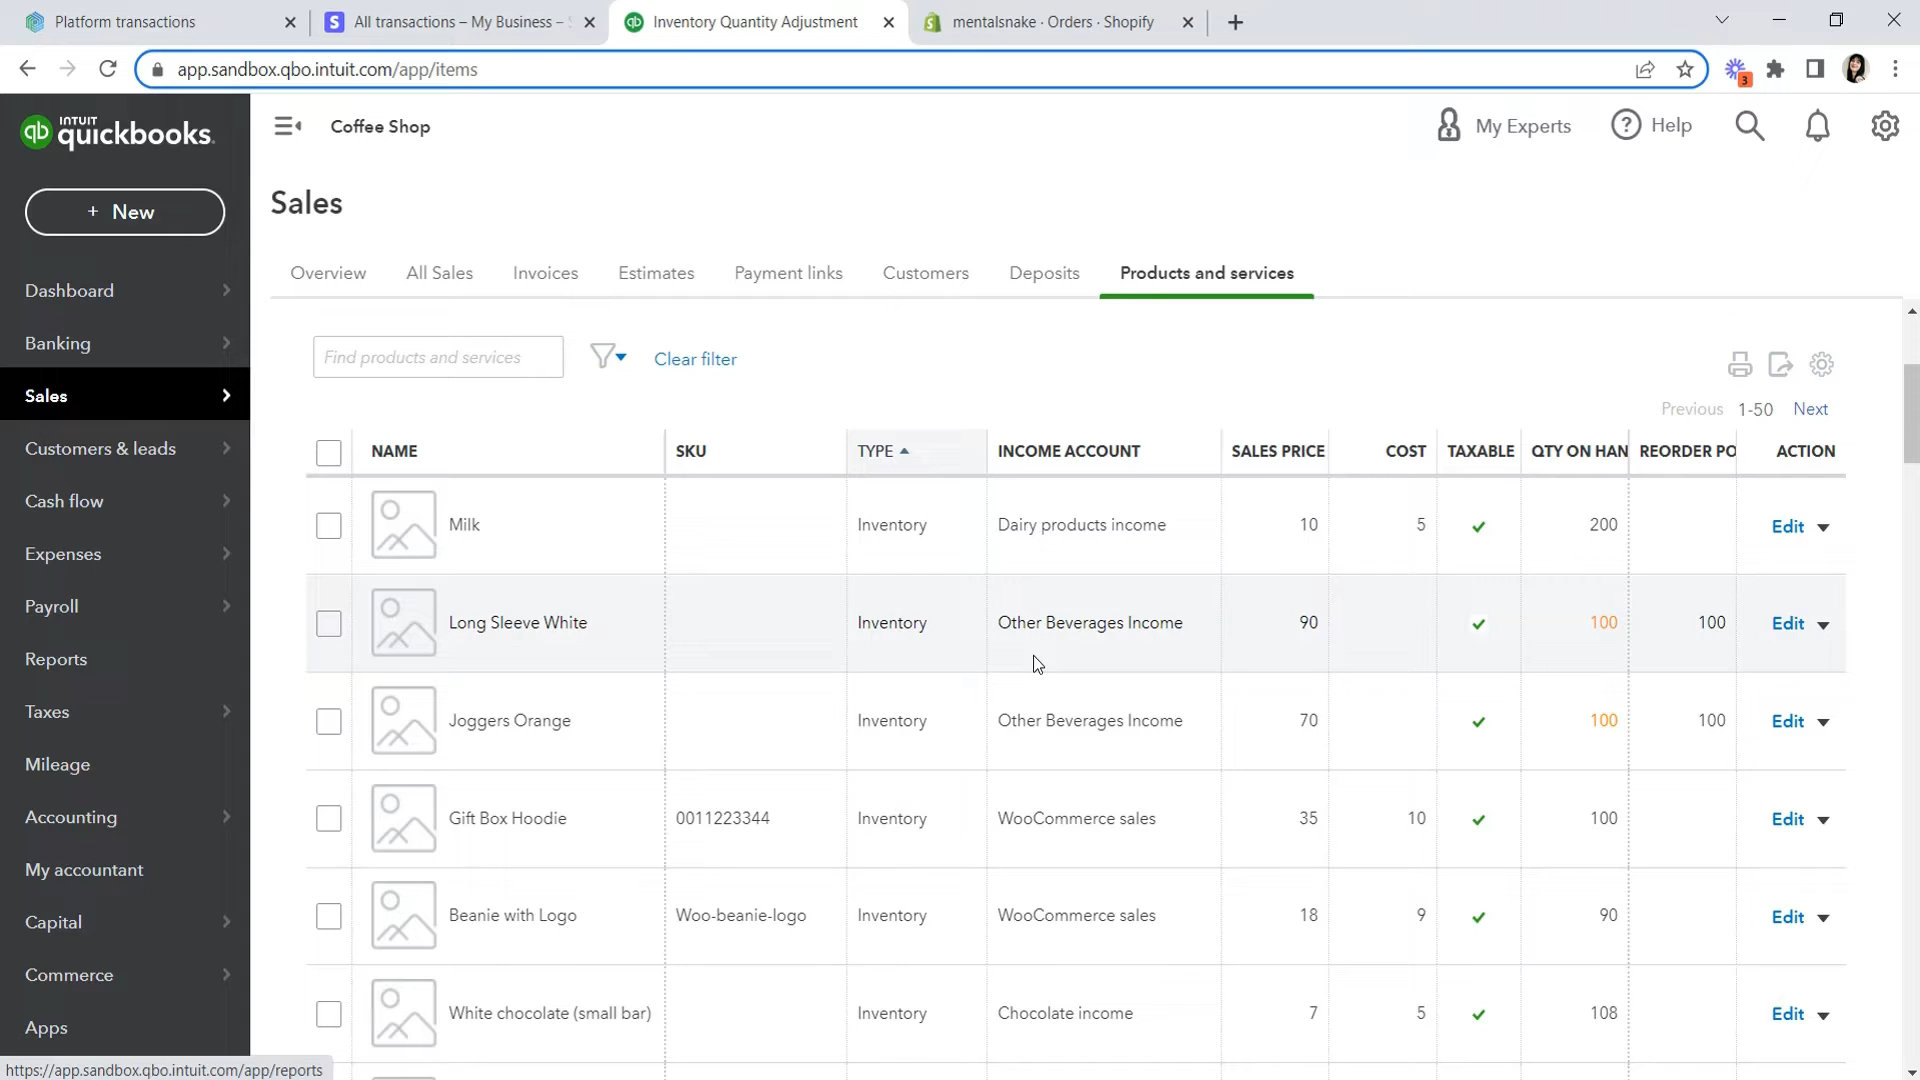 Platform transactions
All transactions – My Business –
Inventory Quantity Adjustment
mentalsnake · Orders · Shopify
app.sandbox.qbo.intuit.com/app/items
3
qb INTUIT quickbooks.
Coffee Shop
My Experts
Help
+ New
Sales
Overview
All Sales
Invoices
Estimates
Payment links
Customers
Deposits
Products and services
Dashboard
Banking
Sales
Customers & leads
Cash flow
Expenses
Payroll
Reports
Taxes
Mileage
Accounting
My accountant
Capital
Commerce
Apps
Find products and services
Clear filter
Previous 1-50 Next
NAME SKU TYPE INCOME ACCOUNT SALES PRICE COST TAXABLE QTY ON HAN REORDER PO ACTION
Milk Inventory Dairy products income 10 5 200 Edit
Long Sleeve White Inventory Other Beverages Income 90 100 100 Edit
Joggers Orange Inventory Other Beverages Income 70 100 100 Edit
Gift Box Hoodie 0011223344 Inventory WooCommerce sales 35 10 100 Edit
Beanie with Logo Woo-beanie-logo Inventory WooCommerce sales 18 9 90 Edit
White chocolate (small bar) Inventory Chocolate income 7 5 108 Edit
https://app.sandbox.qbo.intuit.com/app/reports